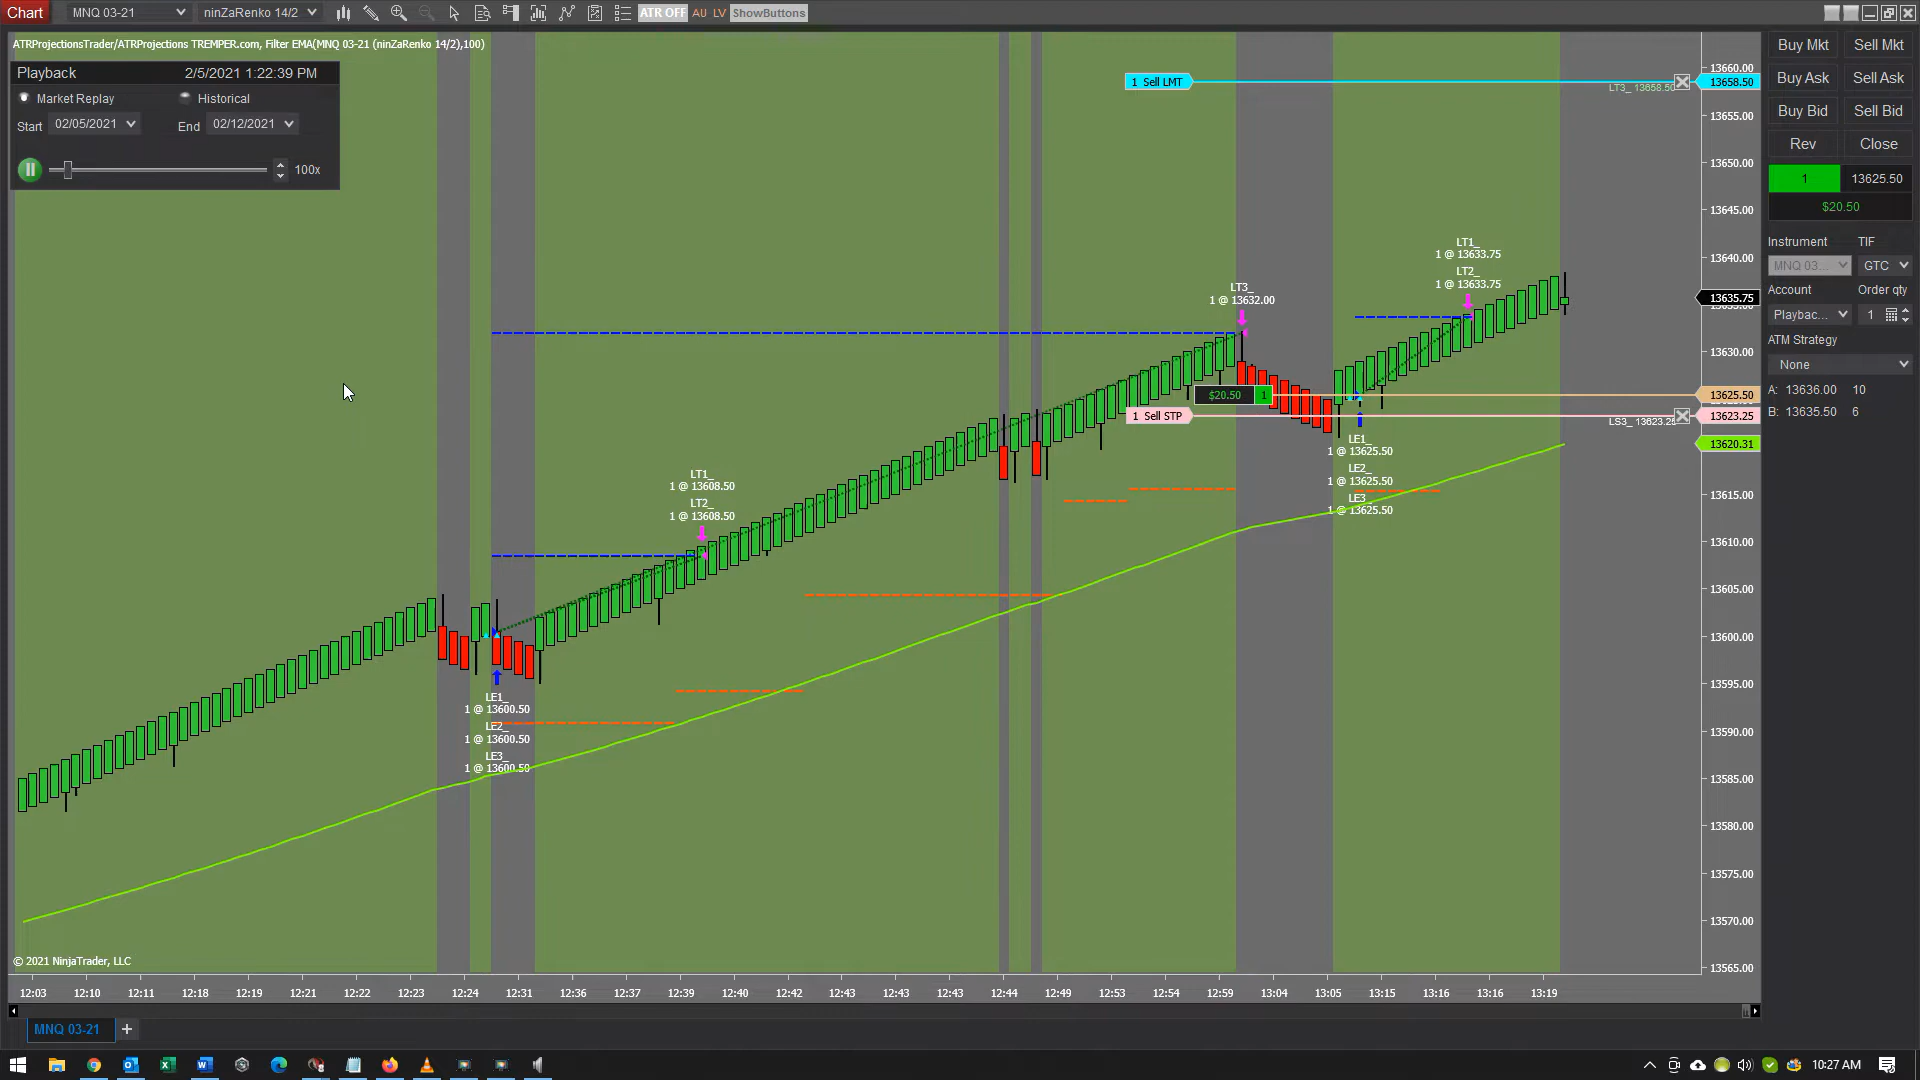 Chart MNQ 03-21 ninZaRenko 14/2 ATR OFF AU LV ShowButtons
ATRProjectionsTrader/ATRProjections TREMPER.com, Filter EMA(MNQ 03-21 (ninZaRenko 14/2),100)
Playback 2/5/2021 1:22:39 PM
Market Replay Historical
Start 02/05/2021 End 02/12/2021
100x
1 Sell LMT
LT3_ 13658.50
LT1_
1 @ 13633.75
LT2_
1 @ 13633.75
LT3_
1 @ 13632.00
$20.50 1
1 Sell STP
LS3_ 13623.25
LE1_
1 @ 13625.50
LE2_
1 @ 13625.50
LE3
1 @ 13625.50
LT1_
1 @ 13608.50
LT2_
1 @ 13608.50
LE1_
1 @ 13600.50
LE2_
1 @ 13600.50
LE3_
1 @ 13600.50
© 2021 NinjaTrader, LLC
13660.00
13658.50
13655.00
13650.00
13645.00
13640.00
13635.75
13630.00
13625.50
13623.25
13620.31
13615.00
13610.00
13605.00
13600.00
13595.00
13590.00
13585.00
13580.00
13575.00
13570.00
13565.00
12:03 12:10 12:11 12:18 12:19 12:21 12:22 12:23 12:24 12:31 12:36 12:37 12:39 12:40 12:42 12:43 12:43 12:43 12:44 12:49 12:53 12:54 12:59 13:04 13:05 13:15 13:16 13:16 13:19
Buy Mkt Sell Mkt
Buy Ask Sell Ask
Buy Bid Sell Bid
Rev Close
1 13625.50
$20.50
Instrument TIF
MNQ 03... GTC
Account Order qty
Playbac... 1
ATM Strategy
None
A: 13636.00 10
B: 13635.50 6
MNQ 03-21 +
10:27 AM